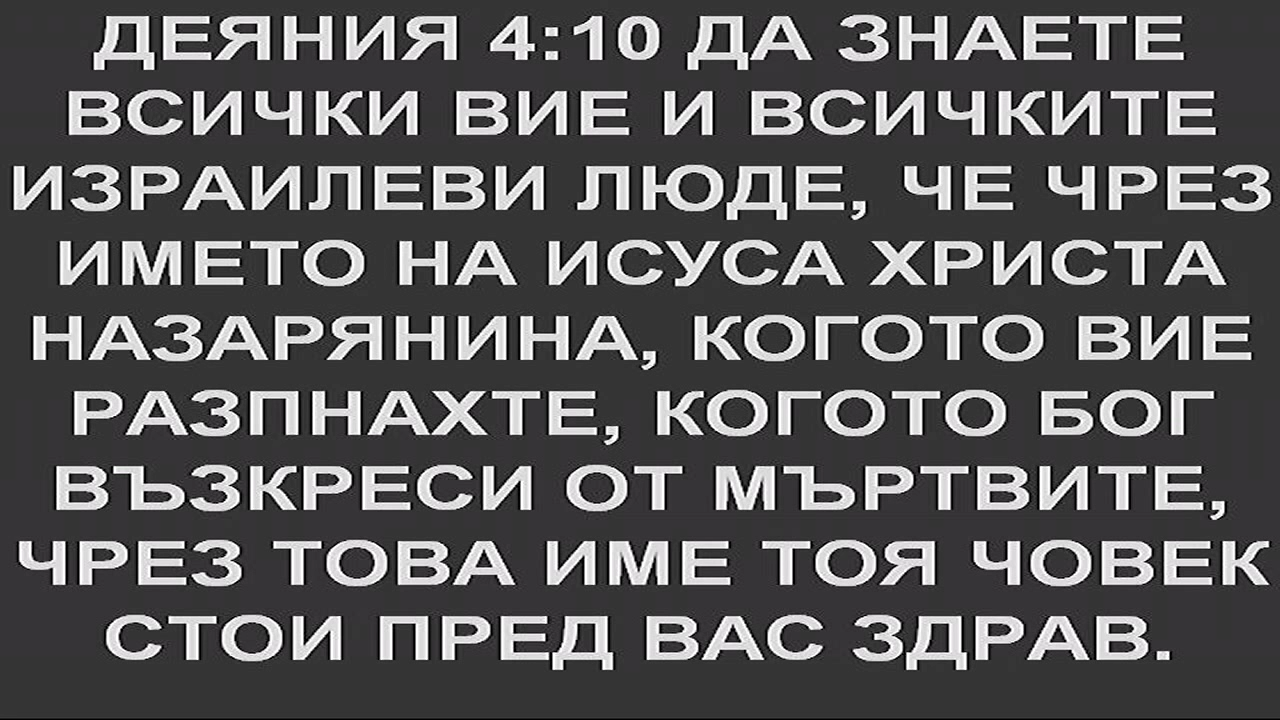 ДЕЯНИЯ 4:10 ДА ЗНАЕТЕ
ВСИЧКИ ВИЕ И ВСИЧКИТЕ
ИЗРАИЛЕВИ ЛЮДЕ, ЧЕ ЧРЕЗ
ИМЕТО НА ИСУСА ХРИСТА
НАЗАРЯНИНА, КОГОТО ВИЕ
РАЗПНАХТЕ, КОГОТО БОГ
ВЪЗКРЕСИ ОТ МЪРТВИТЕ,
ЧРЕЗ ТОВА ИМЕ ТОЯ ЧОВЕК
СТОИ ПРЕД ВАС ЗДРАВ.